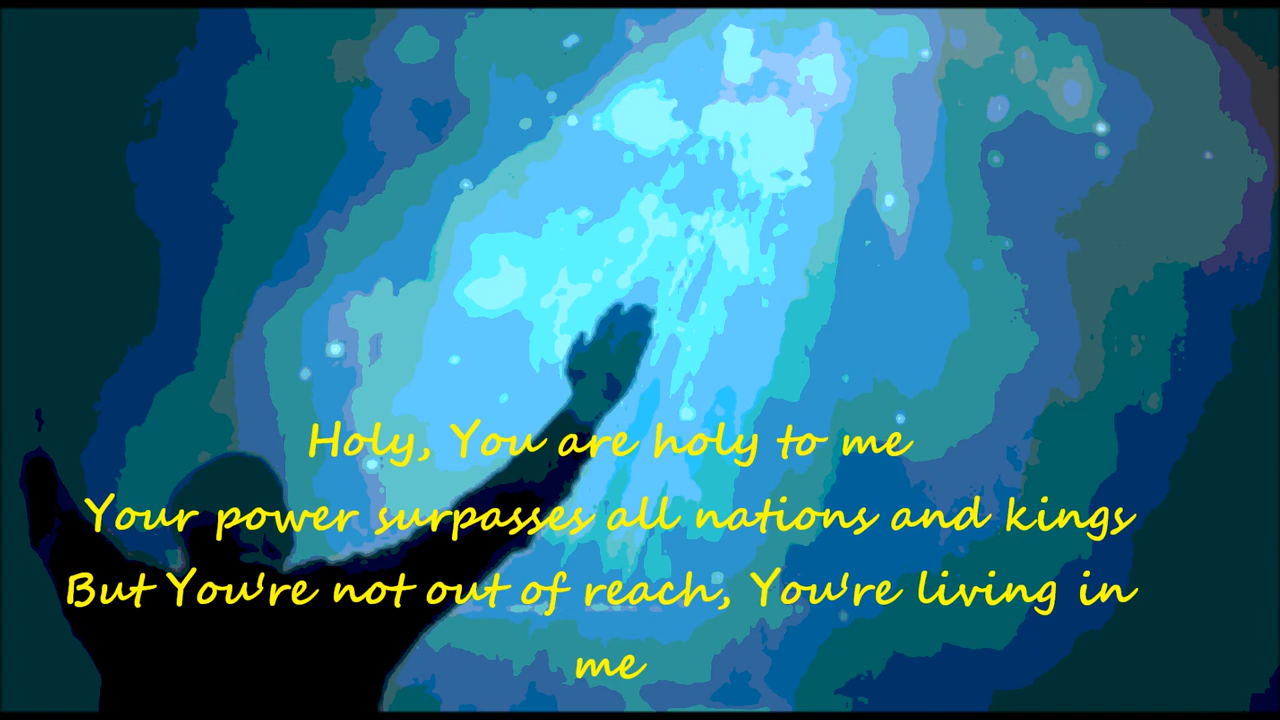 Holy, You are holy to me
Your power surpasses all nations and kings
But You're not out of reach, You're living in
me